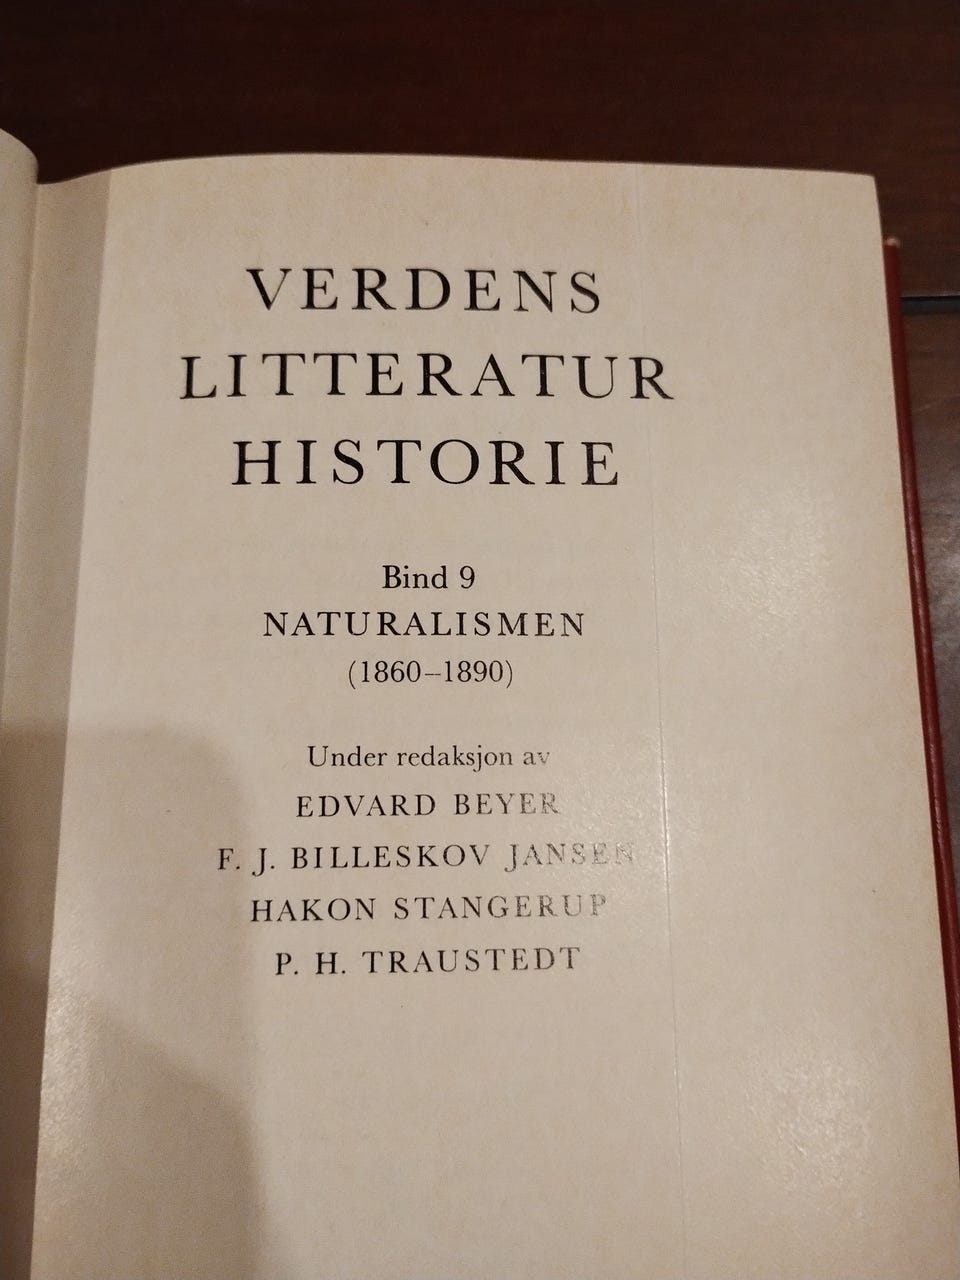 VERDENS
LITTERATUR
HISTORIE
Bind 9
NATURALISMEN
(1860–1890)
Under redaksjon av
EDVARD BEYER
F. J. BILLESKOV JANSEN
HAKON STANGERUP
P. H. TRAUSTEDT